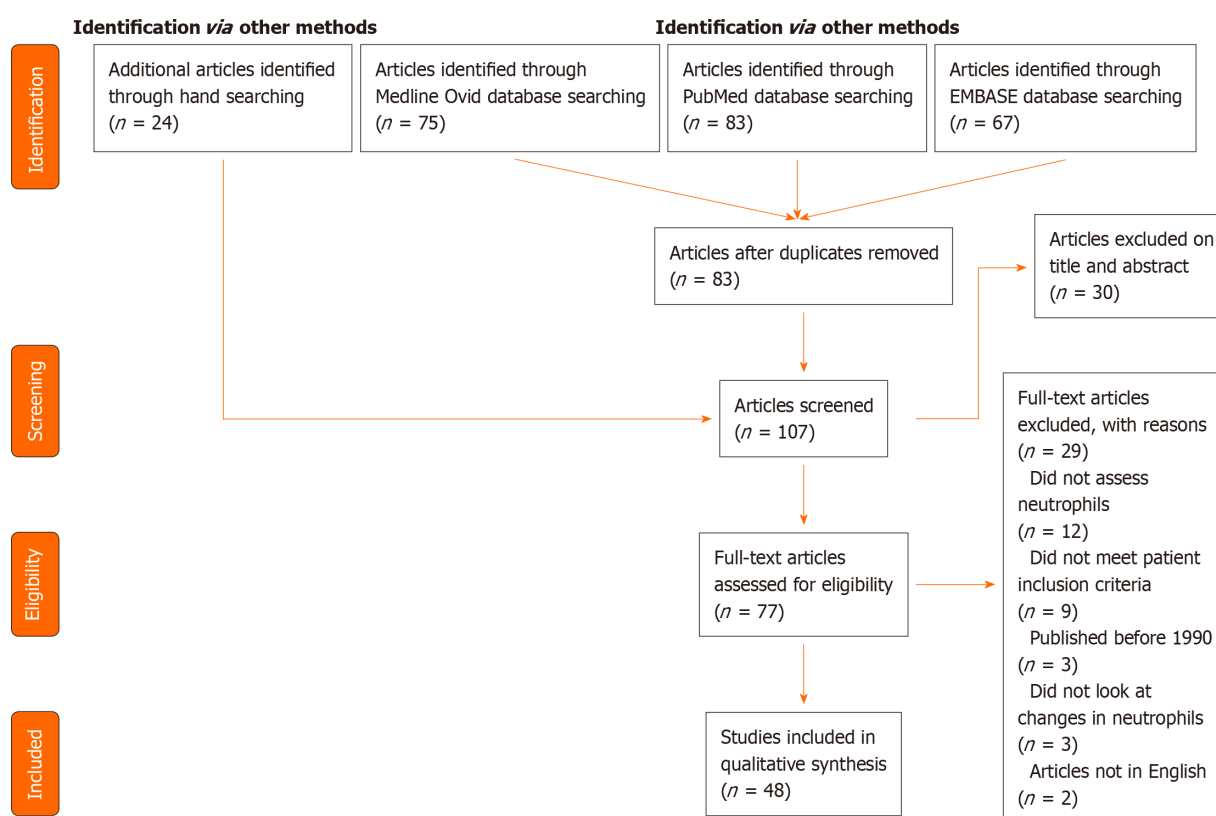 Identification via other methods
Identification via other methods
Identification
Additional articles identified
through hand searching
(n = 24)
Articles identified through
Medline Ovid database searching
(n = 75)
Articles identified through
PubMed database searching
(n = 83)
Articles identified through
EMBASE database searching
(n = 67)
Articles after duplicates removed
(n = 83)
Articles excluded on
title and abstract
(n = 30)
Screening
Articles screened
(n = 107)
Full-text articles
excluded, with reasons
(n = 29)
Did not assess
neutrophils
(n = 12)
Did not meet patient
inclusion criteria
(n = 9)
Published before 1990
(n = 3)
Did not look at
changes in neutrophils
(n = 3)
Articles not in English
(n = 2)
Eligibility
Full-text articles
assessed for eligibility
(n = 77)
Included
Studies included in
qualitative synthesis
(n = 48)